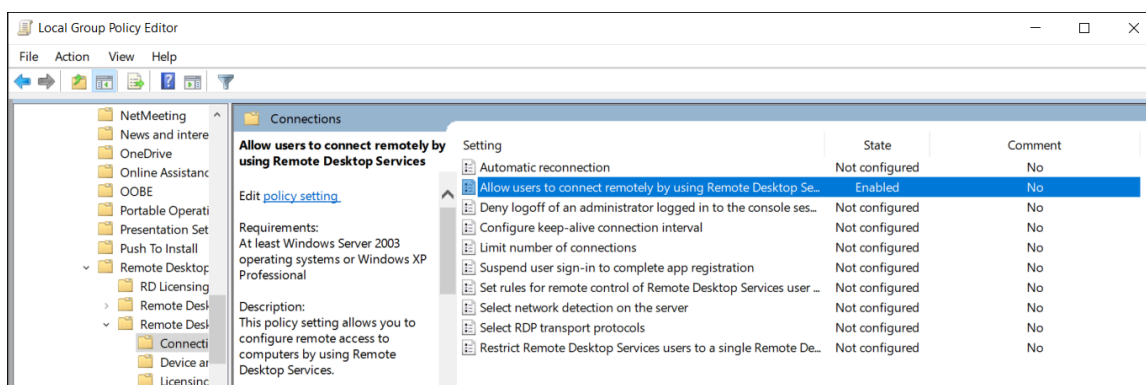 Local Group Policy Editor
File Action View Help
NetMeeting
News and intere
OneDrive
Online Assistanc
OOBE
Portable Operati
Presentation Set
Push To Install
Remote Desktop
RD Licensing
Remote Desk
Remote Desk
Connecti
Device an
Licensing
Connections
Allow users to connect remotely by
using Remote Desktop Services
Edit policy setting
Requirements:
At least Windows Server 2003
operating systems or Windows XP
Professional
Description:
This policy setting allows you to
configure remote access to
computers by using Remote
Desktop Services.
Setting State Comment
Automatic reconnection Not configured No
Allow users to connect remotely by using Remote Desktop Se... Enabled No
Deny logoff of an administrator logged in to the console ses... Not configured No
Configure keep-alive connection interval Not configured No
Limit number of connections Not configured No
Suspend user sign-in to complete app registration Not configured No
Set rules for remote control of Remote Desktop Services user ... Not configured No
Select network detection on the server Not configured No
Select RDP transport protocols Not configured No
Restrict Remote Desktop Services users to a single Remote De... Not configured No